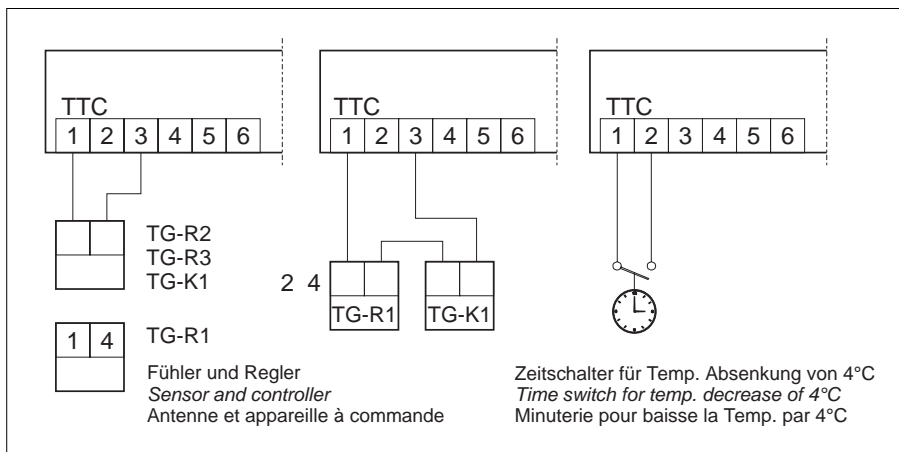 TTC
1 2 3 4 5 6
TG-R2
TG-R3
TG-K1
1 4
TG-R1
Fühler und Regler
Sensor and controller
Antenne et appareille à commande
TTC
1 2 3 4 5 6
2 4
TG-R1
TG-K1
TTC
1 2 3 4 5 6
Zeitschalter für Temp. Absenkung von 4°C
Time switch for temp. decrease of 4°C
Minuterie pour baisse la Temp. par 4°C